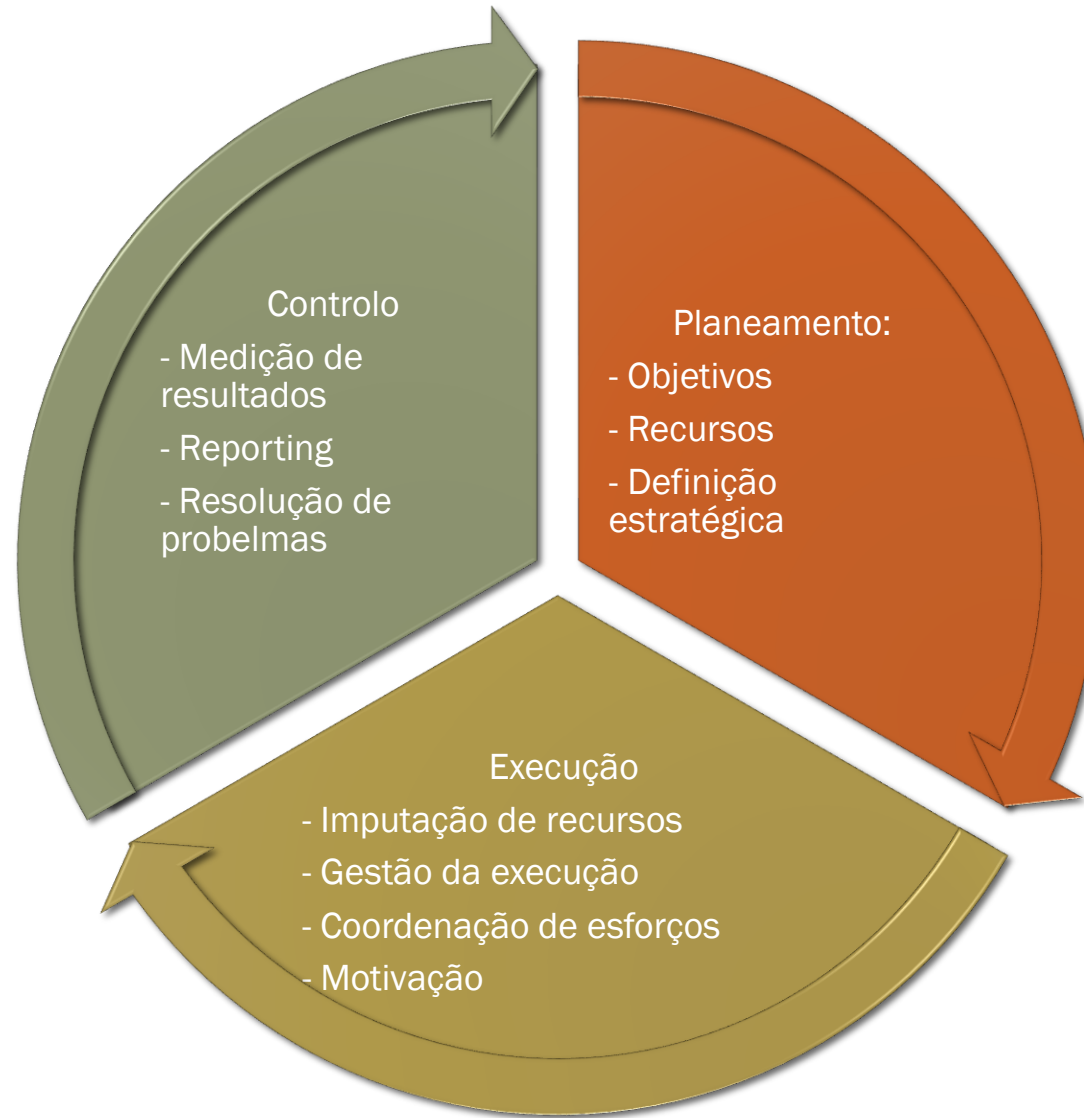 Controlo
- Medição de
resultados
- Reporting
- Resolução de
probelmas
Planeamento:
- Objetivos
- Recursos
- Definição
estratégica
Execução
- Imputação de recursos
- Gestão da execução
- Coordenação de esforços
- Motivação